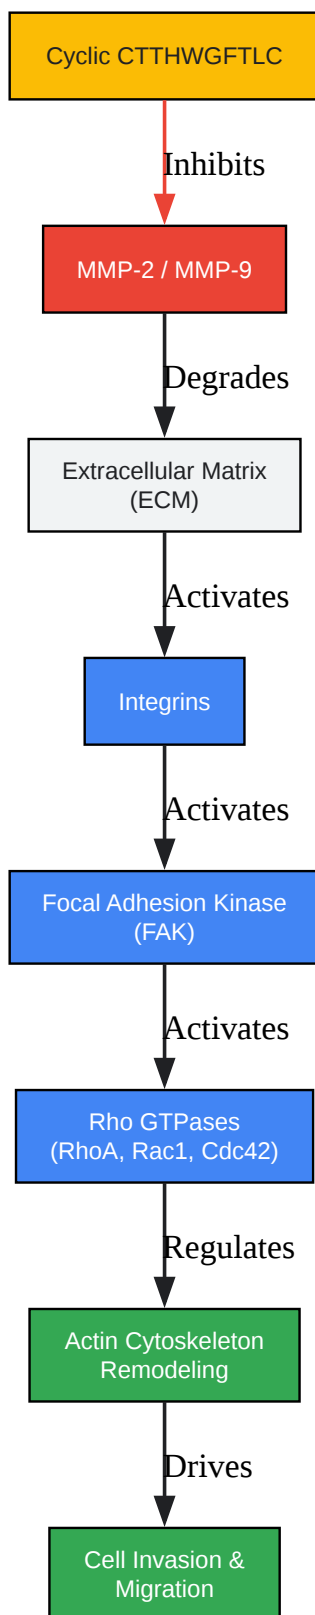 Cyclic CTTHWGFTLC
Inhibits
MMP-2 / MMP-9
Degrades
Extracellular Matrix
(ECM)
Activates
Integrins
Activates
Focal Adhesion Kinase
(FAK)
Activates
Rho GTPases
(RhoA, Rac1, Cdc42)
Regulates
Actin Cytoskeleton
Remodeling
Drives
Cell Invasion &
Migration